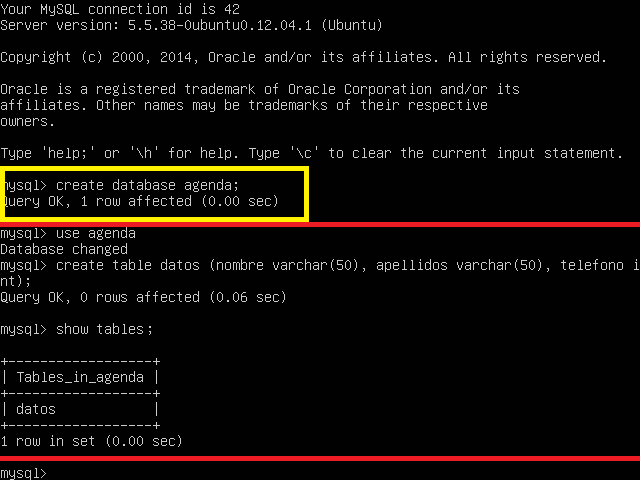 Your MySQL connection id is 42
Server version: 5.5.38-0ubuntu0.12.04.1 (Ubuntu)
Copyright (c) 2000, 2014, Oracle and/or its affiliates. All rights reserved.
Oracle is a registered trademark of Oracle Corporation and/or its
affiliates. Other names may be trademarks of their respective
owners.
Type 'help;' or '\h' for help. Type '\c' to clear the current input statement.
mysql> create database agenda;
Query OK, 1 row affected (0.00 sec)
mysql> use agenda
Database changed
mysql> create table datos (nombre varchar(50), apellidos varchar(50), telefono i
nt);
Query OK, 0 rows affected (0.06 sec)
mysql> show tables;
+------------------+
| Tables_in_agenda |
+------------------+
| datos            |
+------------------+
1 row in set (0.00 sec)
mysql>